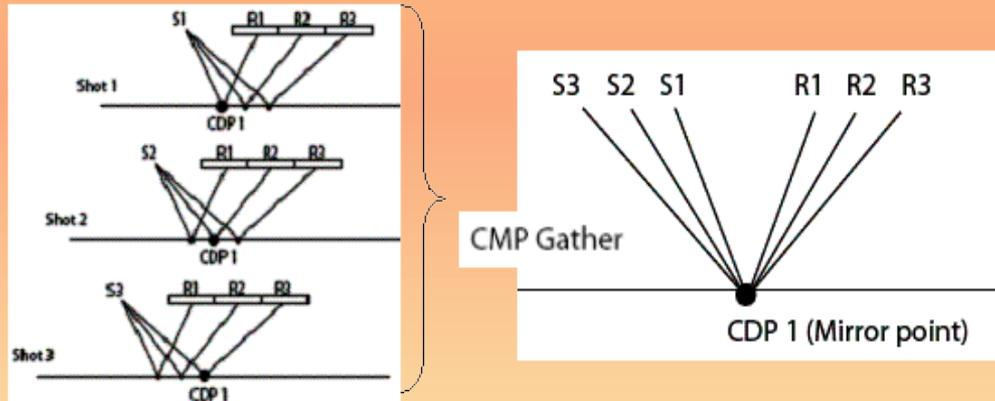 S1 R1 R2 R3
Shot 1
CDP 1
S2 R1 R2 R3
Shot 2
CDP 1
S3 R1 R2 R3
Shot 3
CDP 1
S3 S2 S1 R1 R2 R3
CMP Gather
CDP 1 (Mirror point)